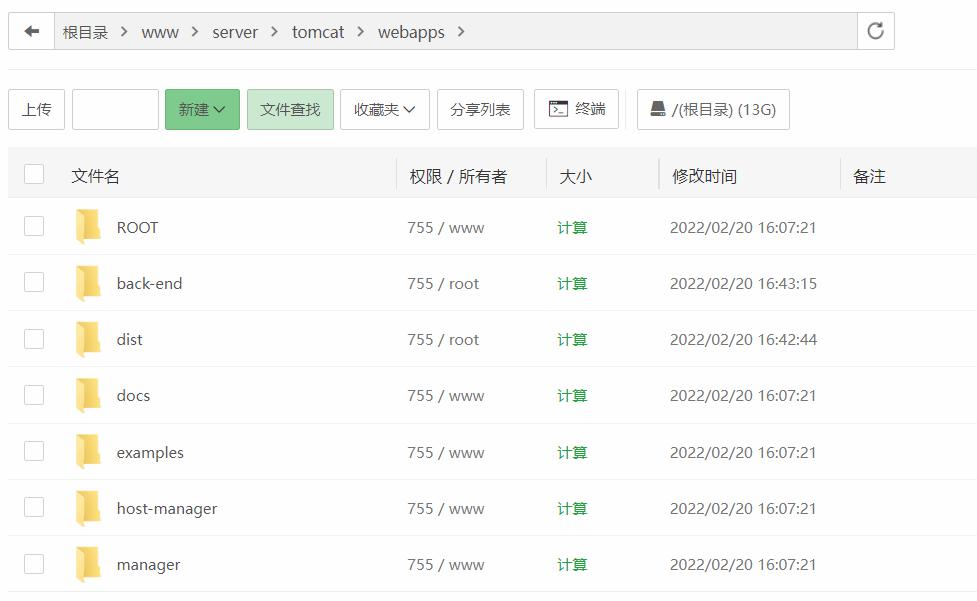 根目录 > www > server > tomcat > webapps >
上传 新建 文件查找 收藏夹 分享列表 终端 /(根目录) (13G)
文件名 权限 / 所有者 大小 修改时间 备注
ROOT 755 / www 计算 2022/02/20 16:07:21
back-end 755 / root 计算 2022/02/20 16:43:15
dist 755 / root 计算 2022/02/20 16:42:44
docs 755 / www 计算 2022/02/20 16:07:21
examples 755 / www 计算 2022/02/20 16:07:21
host-manager 755 / www 计算 2022/02/20 16:07:21
manager 755 / www 计算 2022/02/20 16:07:21